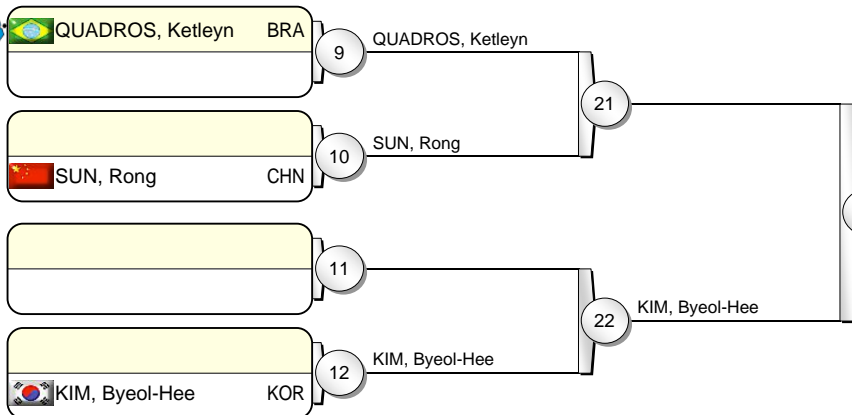 QUADROS, Ketleyn BRA
9
QUADROS, Ketleyn
21
SUN, Rong
10
SUN, Rong CHN
11
22
KIM, Byeol-Hee
KIM, Byeol-Hee
12
KIM, Byeol-Hee KOR